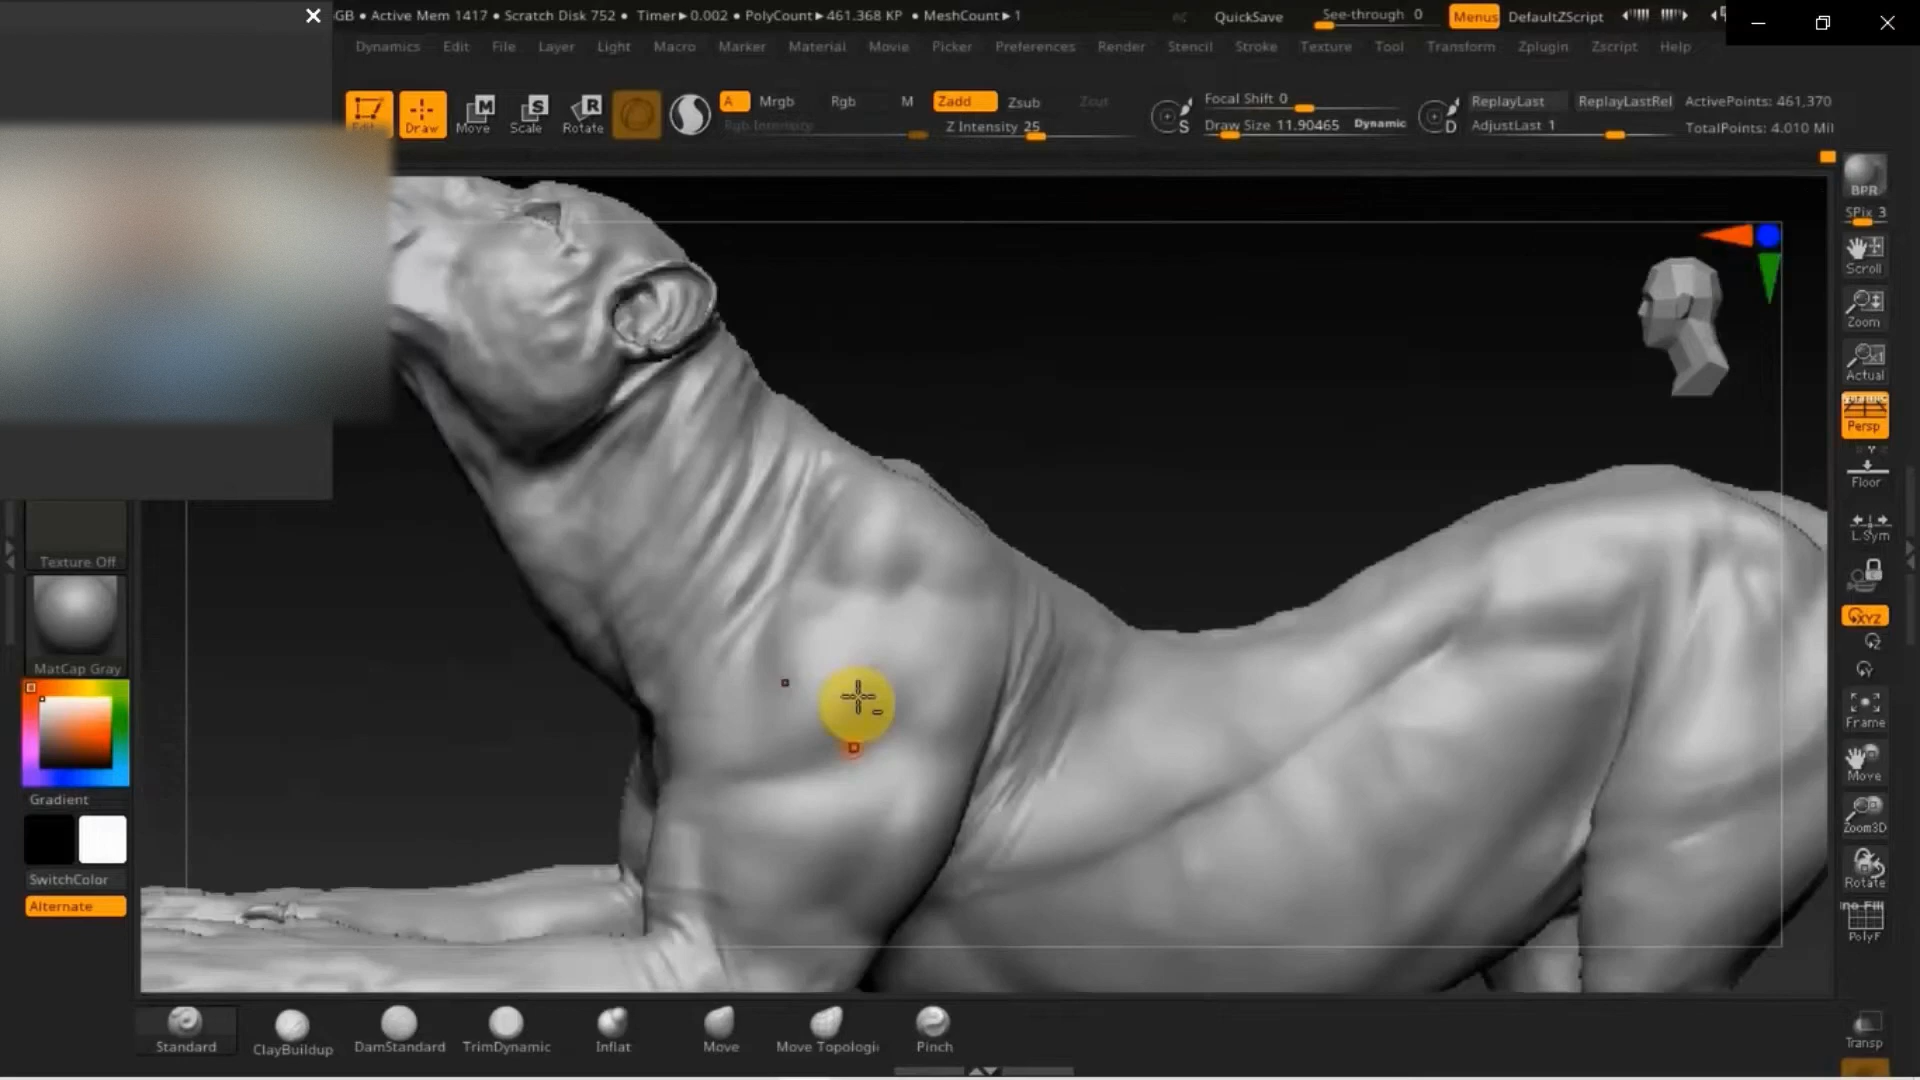 GB • Active Mem 1417 • Scratch Disk 752 • Timer▶0.002 • PolyCount▶461.368 KP • MeshCount▶1
QuickSave
See-through 0
Menus
DefaultZScript
Dynamics Edit File Layer Light Macro Marker Material Movie Picker Preferences Render Stencil Stroke Texture Tool Transform Zplugin Zscript Help
Edit
Draw
Move
Scale
Rotate
A
Mrgb
Rgb
M
Zadd
Zsub
Zcut
Rgb Intensity
Z Intensity 25
S
Focal Shift 0
Draw Size 11.90465
Dynamic
D
ReplayLast
ReplayLastRel
AdjustLast 1
ActivePoints: 461,370
TotalPoints: 4.010 Mil
BPR
SPix 3
Scroll
Zoom
Actual
Persp
Floor
L.Sym
XYZ
Frame
Move
Zoom3D
Rotate
PolyF
Transp
Texture Off
MatCap Gray
Gradient
SwitchColor
Alternate
Standard
ClayBuildup
DamStandard
TrimDynamic
Inflat
Move
Move Topologi
Pinch